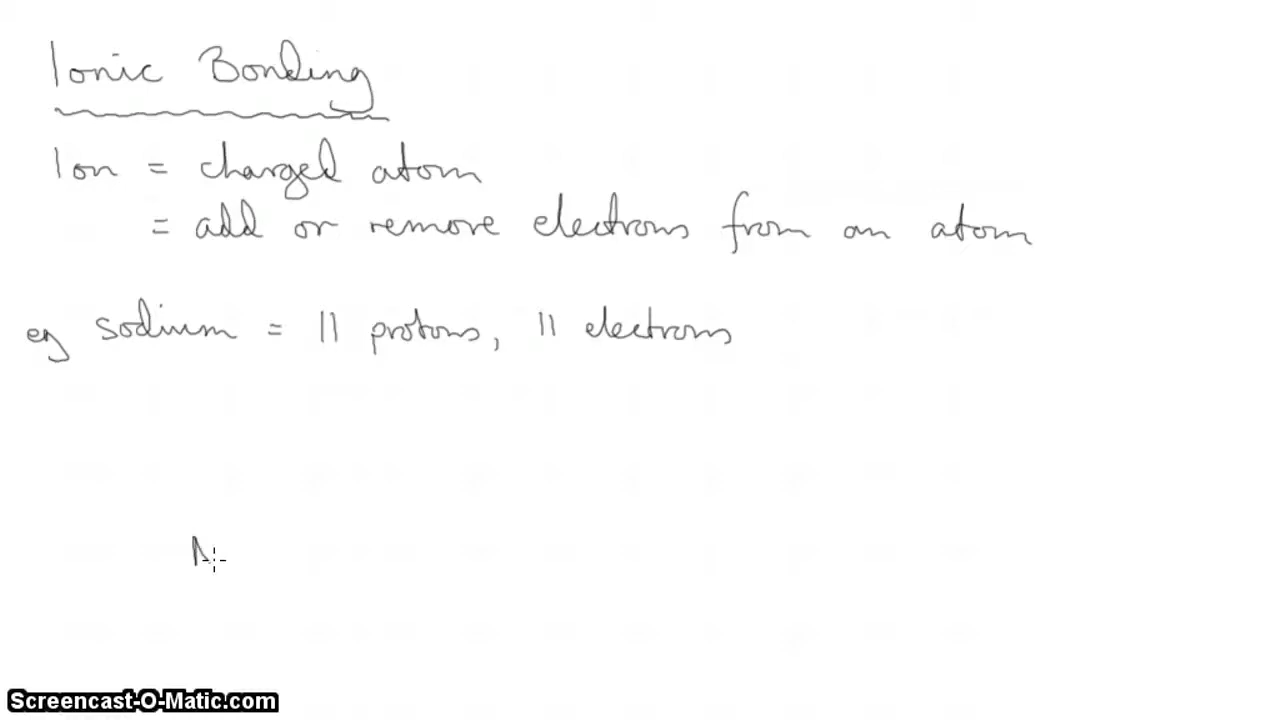 Ionic Bonding
Ion = charged atom
= add or remove electrons from an atom
eg sodium = 11 protons, 11 electrons
Screencast-O-Matic.com